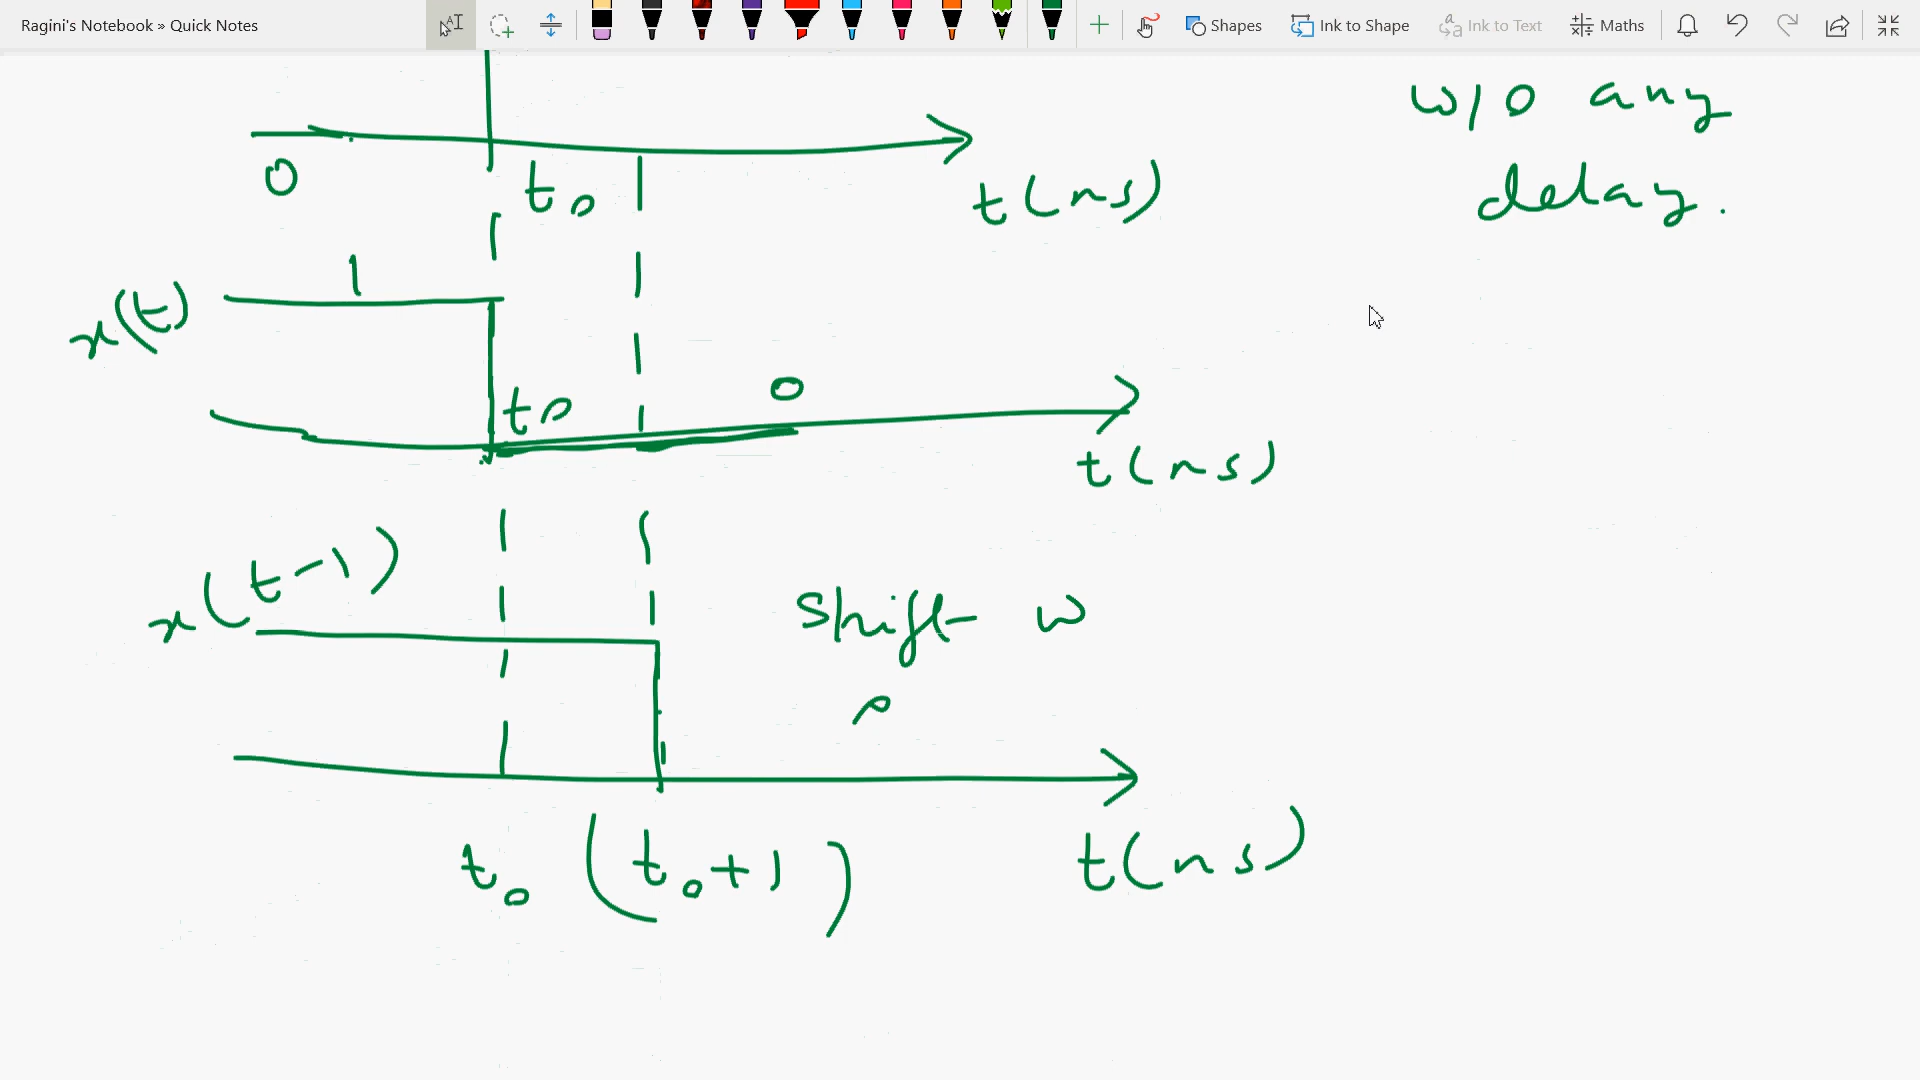 Ragini's Notebook » Quick Notes
Shapes
Ink to Shape
Ink to Text
Maths
w/o any
delay.
0
t0
t(ns)
1
x(t)
t0
0
t(ns)
x(t-1)
Shift w
t0 (t0+1)
t(ns)